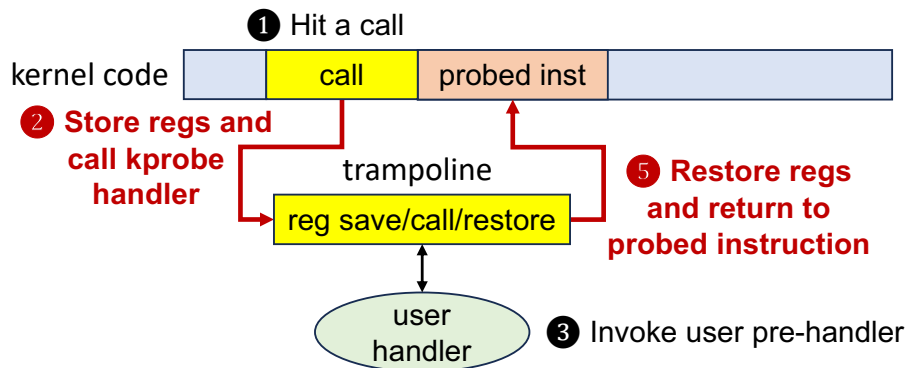 ❶ Hit a call
kernel code
call
probed inst
❷ Store regs and
call kprobe
handler
trampoline
reg save/call/restore
❺ Restore regs
and return to
probed instruction
user
handler
❸ Invoke user pre-handler